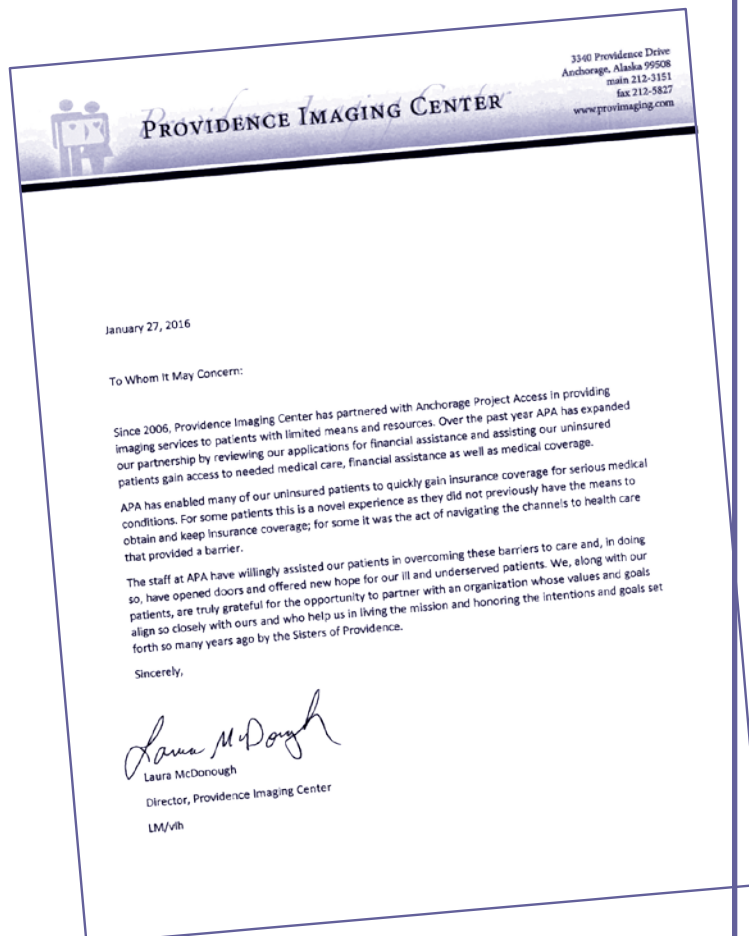 3340 Providence Drive
Anchorage, Alaska 99508
main 212-3151
fax 212-5827
www.provimaging.com
PROVIDENCE IMAGING CENTER
January 27, 2016
To Whom It May Concern:
Since 2006, Providence Imaging Center has partnered with Anchorage Project Access in providing
imaging services to patients with limited means and resources. Over the past year APA has expanded
our partnership by reviewing our applications for financial assistance and assisting our uninsured
patients gain access to needed medical care, financial assistance as well as medical coverage.
APA has enabled many of our uninsured patients to quickly gain insurance coverage for serious medical
conditions. For some patients this is a novel experience as they did not previously have the means to
obtain and keep insurance coverage; for some it was the act of navigating the channels to health care
that provided a barrier.
The staff at APA have willingly assisted our patients in overcoming these barriers to care and, in doing
so, have opened doors and offered new hope for our ill and underserved patients. We, along with our
patients, are truly grateful for the opportunity to partner with an organization whose values and goals
align so closely with ours and who help us in living the mission and honoring the intentions and goals set
forth so many years ago by the Sisters of Providence.
Sincerely,
Laura McDonough
Laura McDonough
Director, Providence Imaging Center
LM/vih